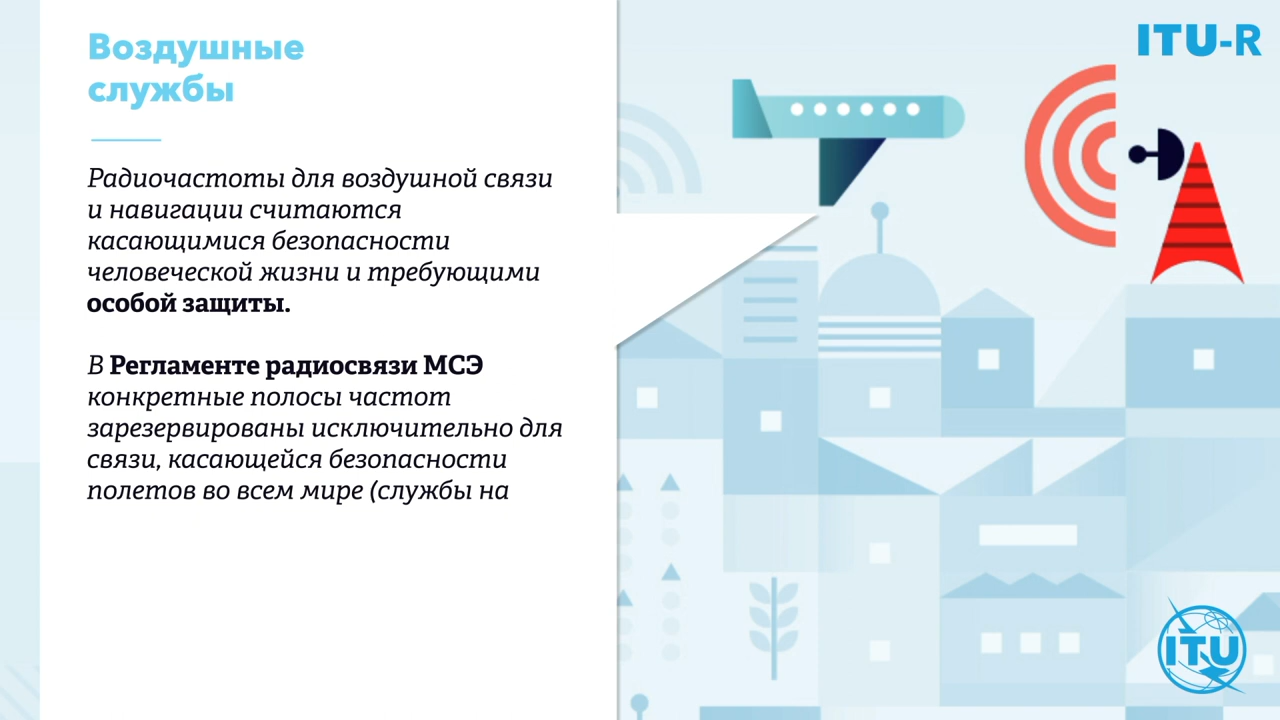 Воздушные
службы
Радиочастоты для воздушной связи
и навигации считаются
касающимися безопасности
человеческой жизни и требующими
особой защиты.
В Регламенте радиосвязи МСЭ
конкретные полосы частот
зарезервированы исключительно для
связи, касающейся безопасности
полетов во всем мире (службы на
ITU-R
ITU